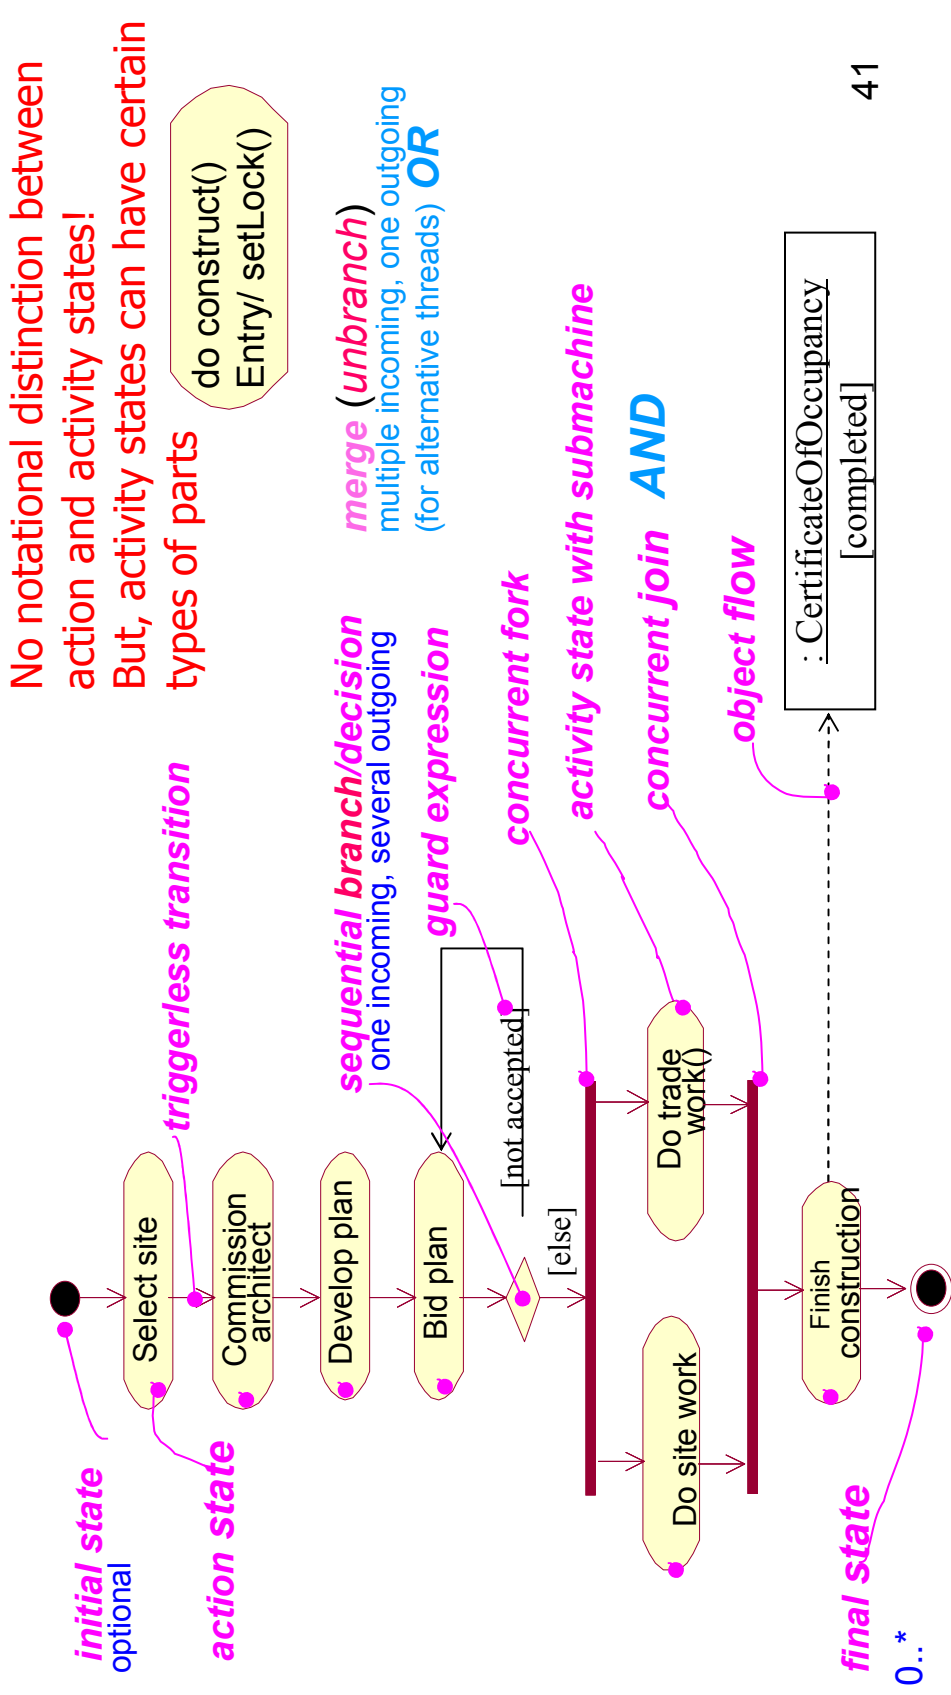 No notational distinction between
action and activity states!
But, activity states can have certain
types of parts
do construct()
Entry/ setLock()
initial state
optional
Select site
triggerless transition
action state
Commission
architect
Develop plan
Bid plan
sequential branch/decision
one incoming, several outgoing
merge (unbranch)
multiple incoming, one outgoing
(for alternative threads) OR
guard expression
[not accepted]
[else]
concurrent fork
activity state with submachine
Do site work
Do trade
work()
concurrent join AND
object flow
: CertificateOfOccupancy
[completed]
Finish
construction
final state
0..*
41